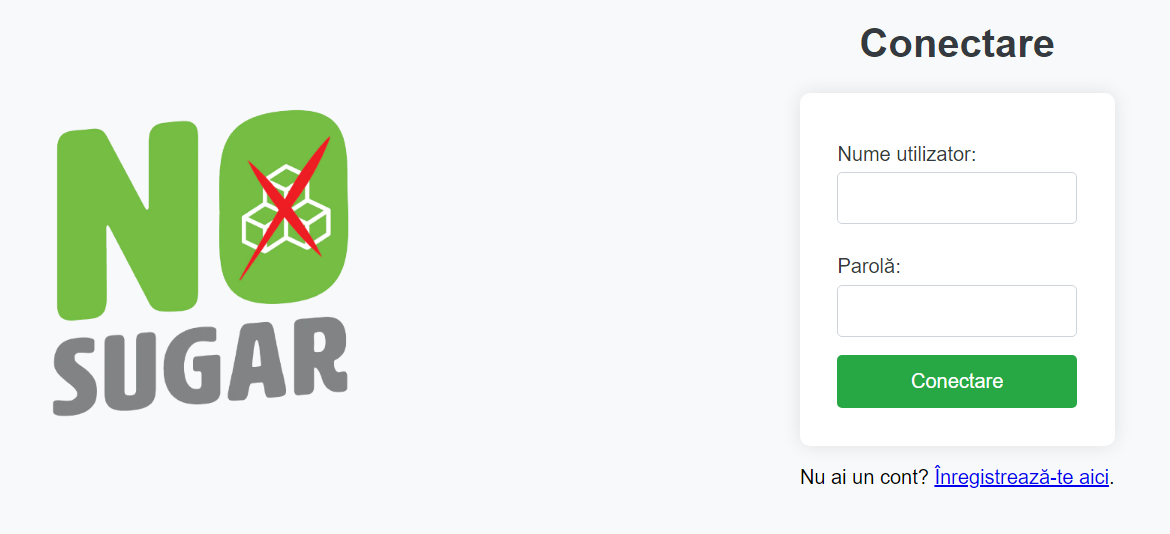 NO
SUGAR
Conectare
Nume utilizator:
Parolă:
Conectare
Nu ai un cont? Înregistrează-te aici.